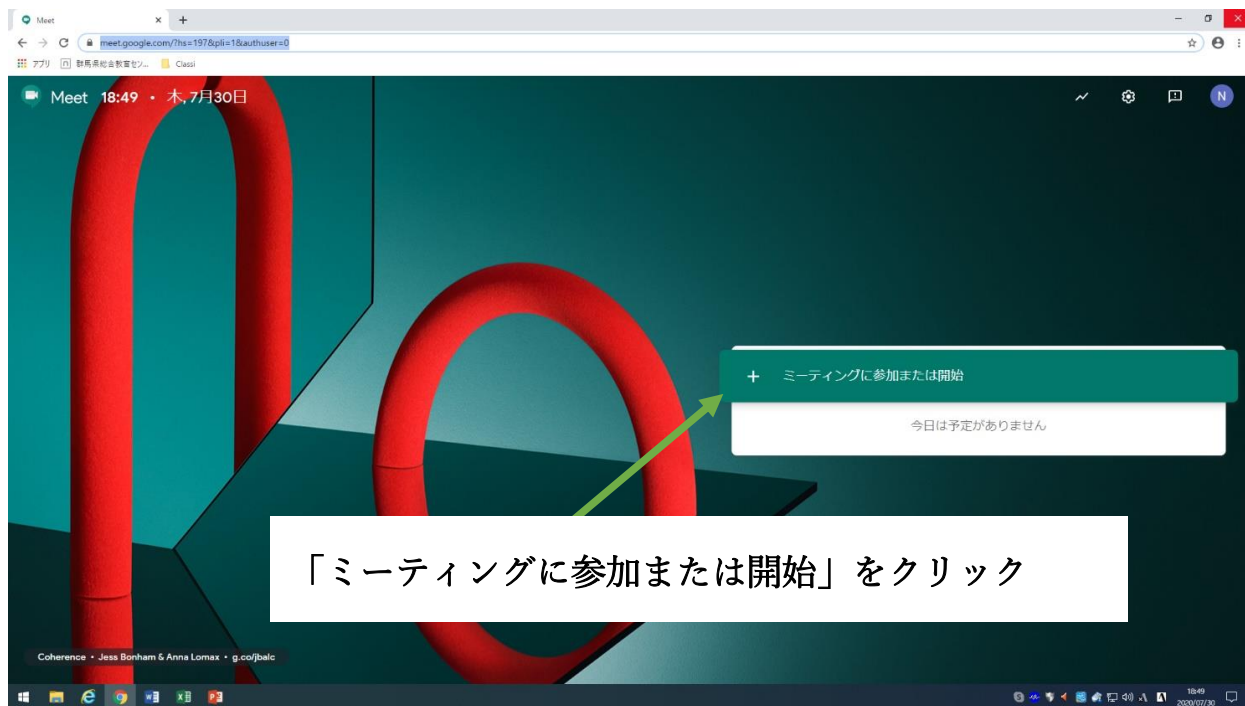 Meet
meet.google.com/?hs=197&pli=1&authuser=0
アプリ 群馬県総合教育セン... Classi
Meet 18:49 • 木, 7月30日
N
+ ミーティングに参加または開始
今日は予定がありません
「ミーティングに参加または開始」をクリック
Coherence • Jess Bonham & Anna Lomax • g.co/jbalc
18:49
2020/07/30